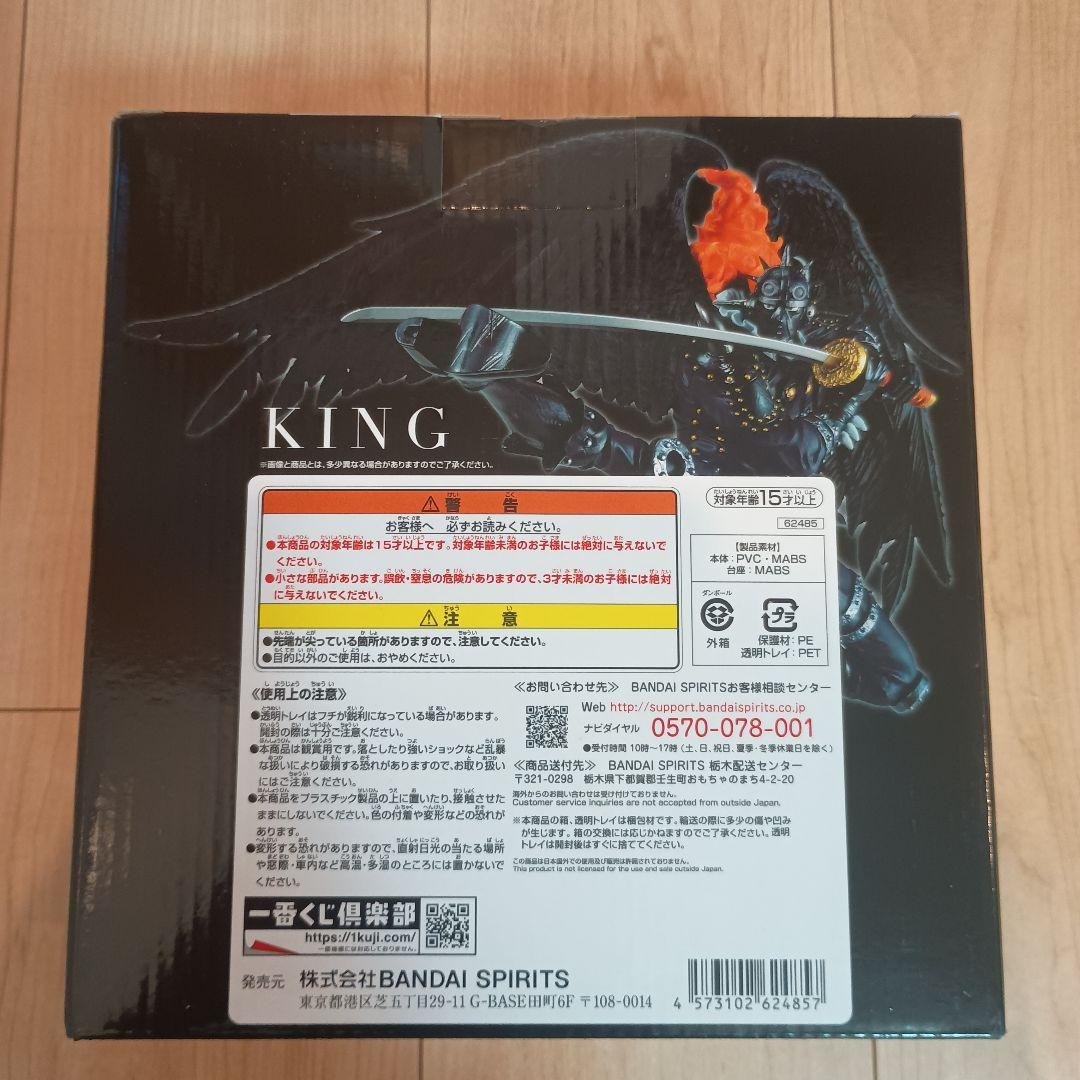 KING
※画像と商品とは、多少異なる場合がありますのでご了承ください。
⚠警告
お客様へ 必ずお読みください。
●本商品の対象年齢は15才以上です。対象年齢未満のお子様には絶対に与えないで
ください。
●小さな部品があります。誤飲・窒息の危険がありますので、3才未満のお子様には絶対
に与えないでください。
⚠注意
●先端が尖っている箇所がありますので、注意してください。
●目的以外のご使用は、おやめください。
対象年齢15才以上
62485
【製品素材】
本体:PVC・MABS
台座:MABS
ダンボール
外箱
プラ
保護材:PE
透明トレイ:PET
《使用上の注意》
●透明トレイはフチが鋭利になっている場合があります。
開封の際は十分ご注意ください。
●本商品は観賞用です。落としたり強いショックなど乱暴
な扱いにより破損する恐れがありますので、お取り扱い
にはご注意ください。
●本商品をプラスチック製品の上に置いたり、接触させた
ままにしないでください。色の付着や変形などの恐れが
あります。
●変形する恐れがありますので、直射日光の当たる場所
や窓際・車内など高温・多湿のところには置かないで
ください。
≪お問い合わせ先≫ BANDAI SPIRITSお客様相談センター
Web http://support.bandaispirits.co.jp
ナビダイヤル 0570-078-001
●受付時間 10時~17時(土、日、祝日、夏季・冬季休業日を除く)
≪商品送付先≫ BANDAI SPIRITS 栃木配送センター
〒321-0298 栃木県下都賀郡壬生町おもちゃのまち4-2-20
海外からのお問い合わせは受け付けておりません。
Customer service inquiries are not accepted from outside Japan.
※本商品の箱、透明トレイは梱包材です。輸送の際に多少の傷や凹み
が生じます。箱の交換には応じかねますのでご了承ください。透明
トレイは開封後はすぐに捨ててください。
この商品は日本国外での使用及び販売は許諾されておりません。
This product is not licensed for the use and sale outside Japan.
一番くじ倶楽部
https://1kuji.com/
一部機種には対応しておりません。
発売元 株式会社BANDAI SPIRITS
東京都港区芝五丁目29-11 G-BASE田町6F 〒108-0014
4 573102 624857